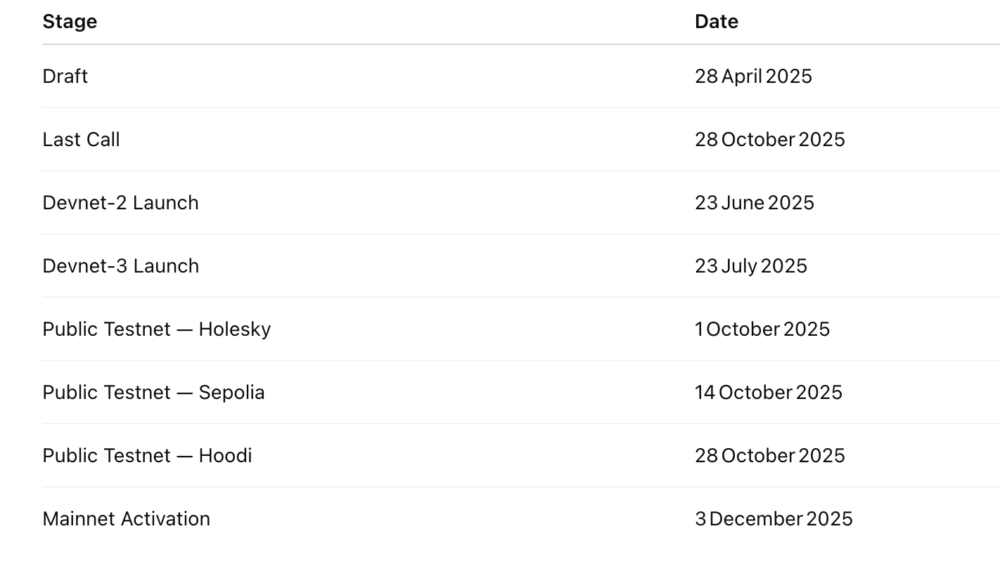 Stage Date
Draft 28 April 2025
Last Call 28 October 2025
Devnet-2 Launch 23 June 2025
Devnet-3 Launch 23 July 2025
Public Testnet — Holesky 1 October 2025
Public Testnet — Sepolia 14 October 2025
Public Testnet — Hoodi 28 October 2025
Mainnet Activation 3 December 2025